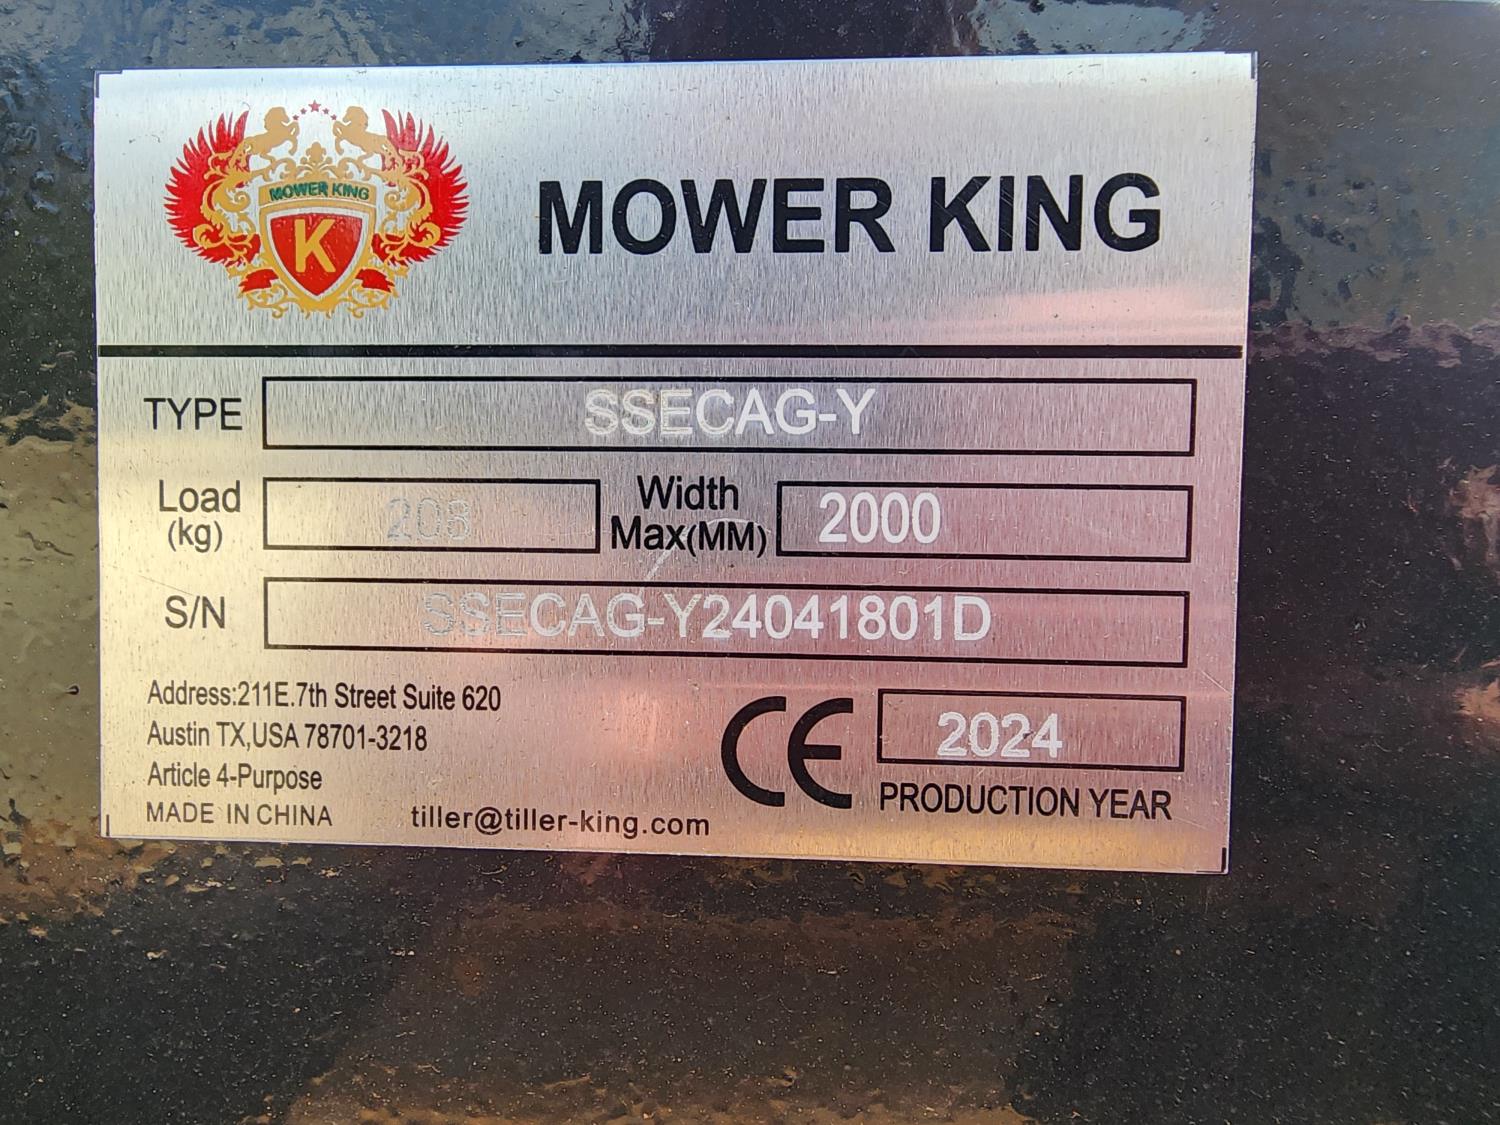 MOWER KING
K
MOWER KING
TYPE SSECAG-Y
Load (kg) 208 Width Max(MM) 2000
S/N SSECAG-Y24041801D
Address:211E.7th Street Suite 620
Austin TX,USA 78701-3218
Article 4-Purpose
MADE IN CHINA tiller@tiller-king.com
CE 2024
PRODUCTION YEAR